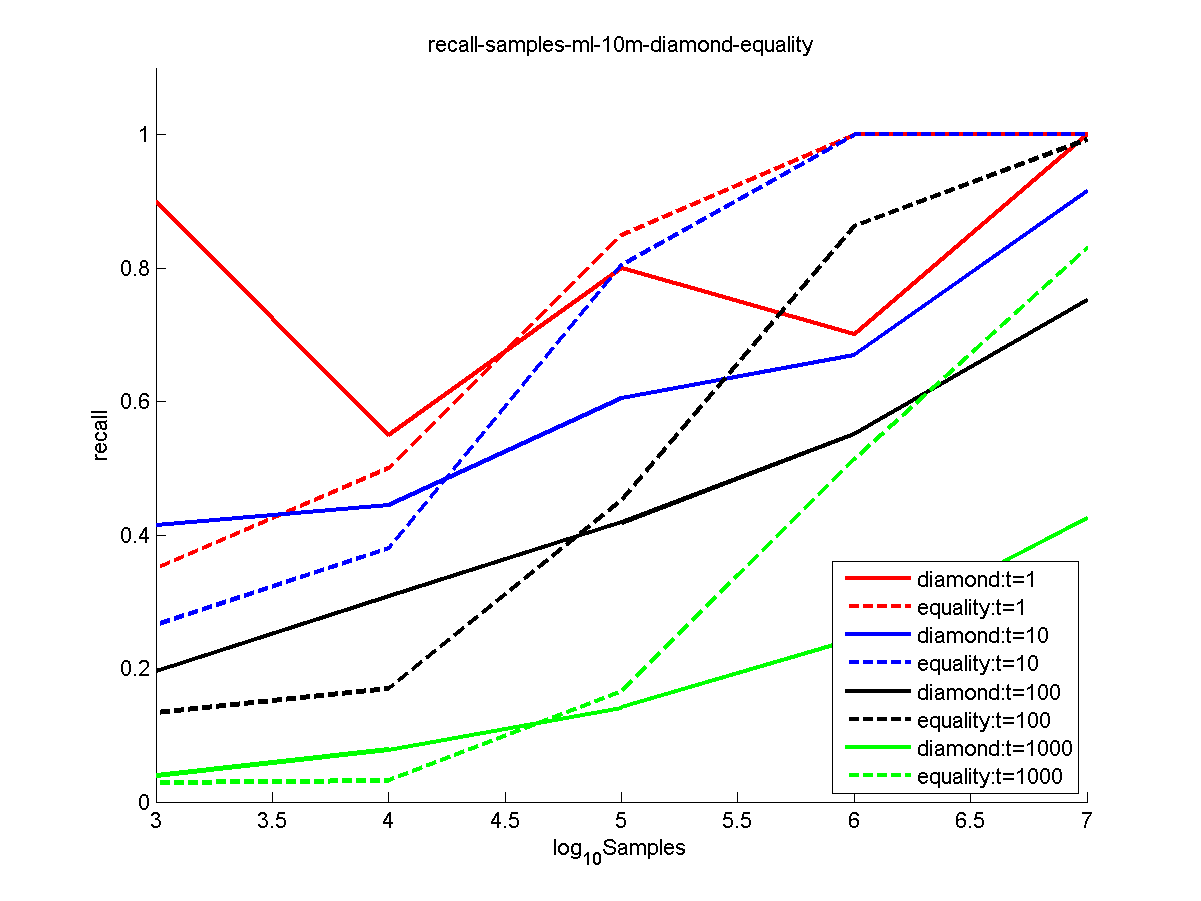 recall-samples-ml-10m-diamond-equality
1
0.8
0.6
0.4
0.2
0
recall
3
3.5
4
4.5
5
5.5
6
6.5
7
log10Samples
diamond:t=1
equality:t=1
diamond:t=10
equality:t=10
diamond:t=100
equality:t=100
diamond:t=1000
equality:t=1000